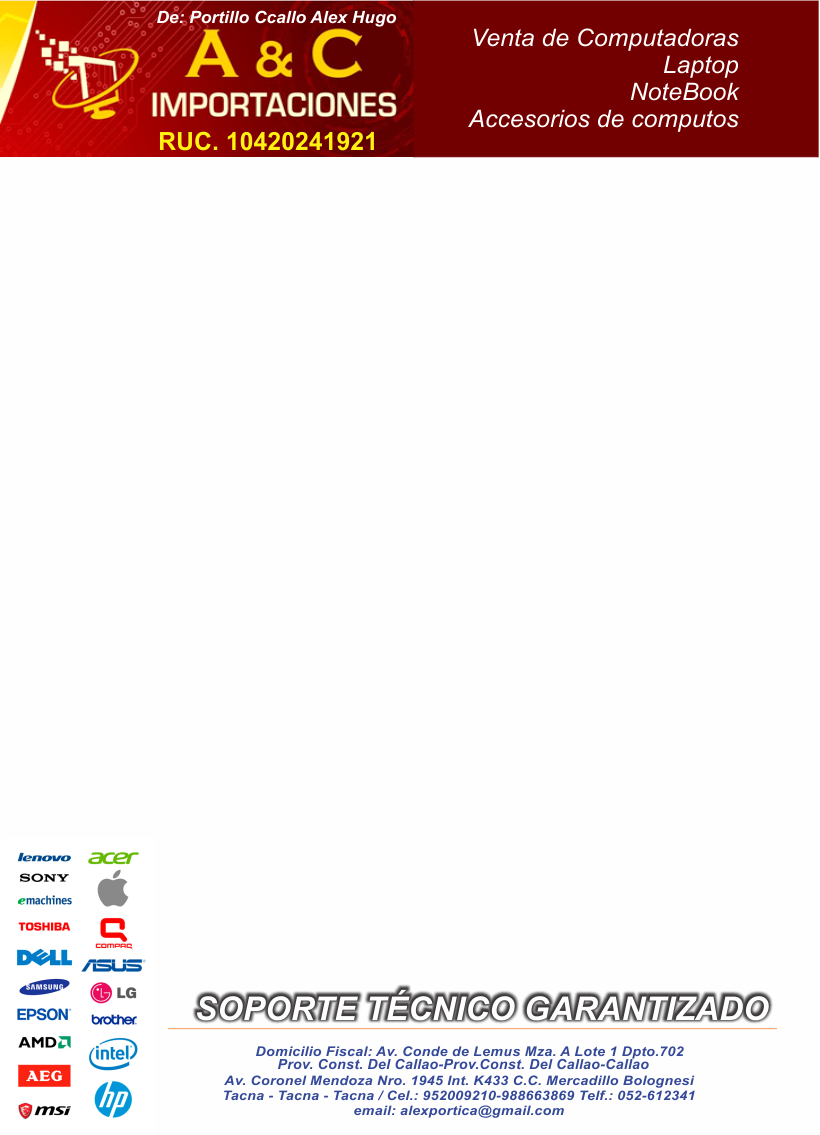 De: Portillo Ccallo Alex Hugo
A & C
IMPORTACIONES
RUC. 10420241921
Venta de Computadoras
Laptop
NoteBook
Accesorios de computos
lenovo
acer
SONY
emachines
TOSHIBA
COMPAQ
DELL
ASUS
SAMSUNG
LG
EPSON
brother
AMD
intel
AEG
hp
msi
SOPORTE TÉCNICO GARANTIZADO
Domicilio Fiscal: Av. Conde de Lemus Mza. A Lote 1 Dpto.702
Prov. Const. Del Callao-Prov.Const. Del Callao-Callao
Av. Coronel Mendoza Nro. 1945 Int. K433 C.C. Mercadillo Bolognesi
Tacna - Tacna - Tacna / Cel.: 952009210-988663869 Telf.: 052-612341
email: alexportica@gmail.com